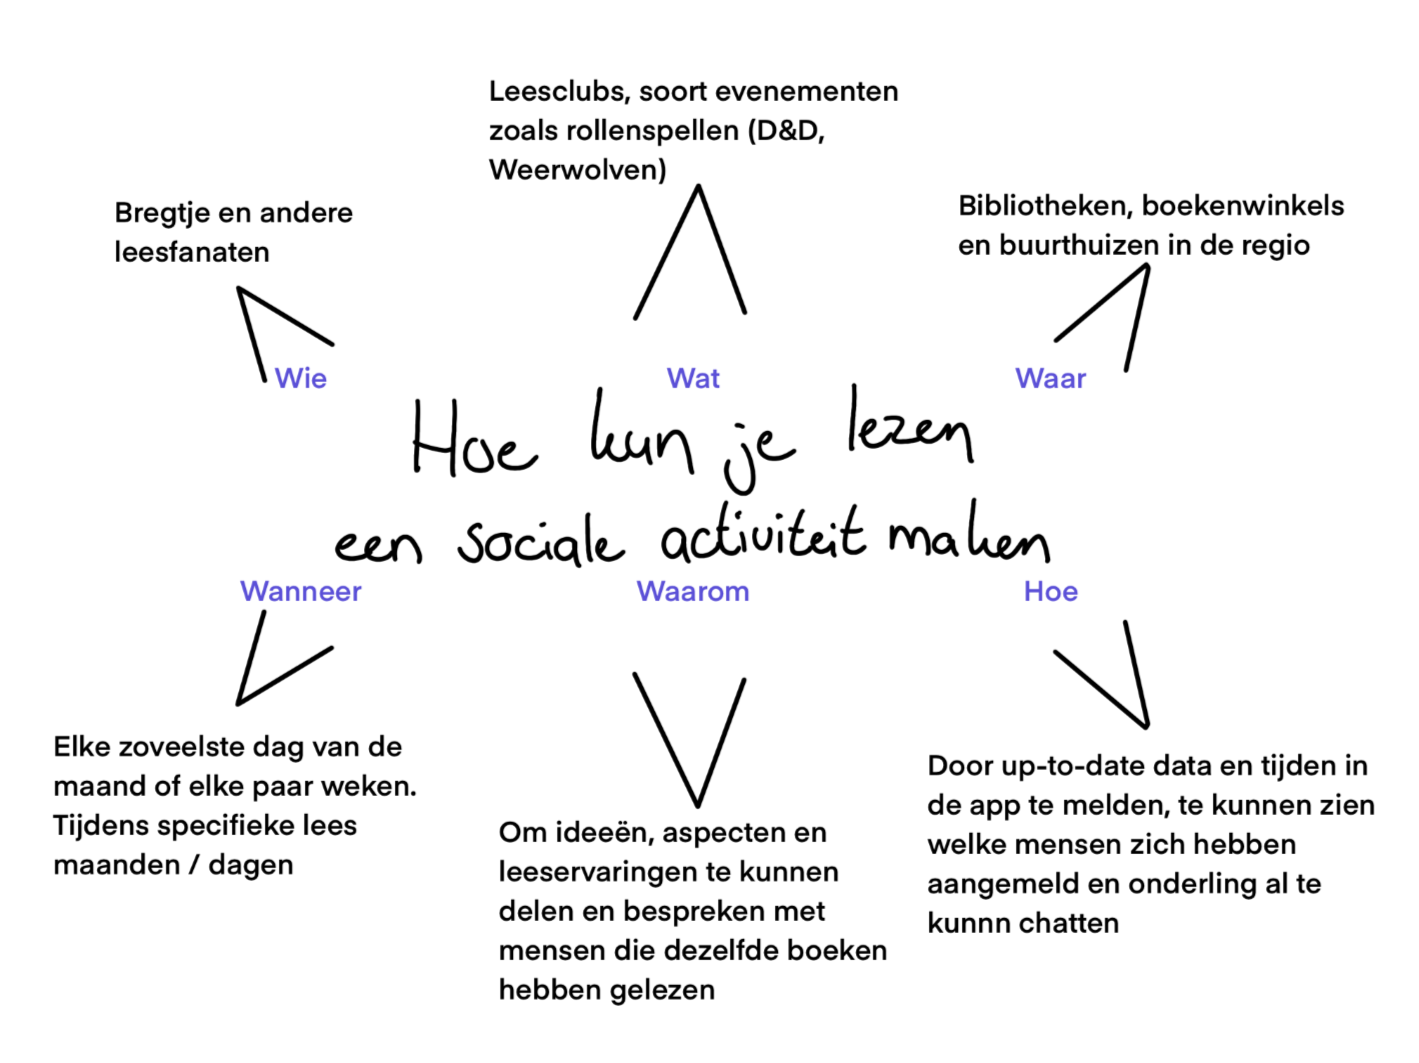 Leesclubs, soort evenementen
zoals rollenspellen (D&D,
Weerwolven)
Bregtje en andere
leesfanaten
Bibliotheken, boekenwinkels
en buurthuizen in de regio
Wie
Wat
Waar
Hoe kun je lezen
een sociale activiteit maken
Wanneer
Waarom
Hoe
Elke zoveelste dag van de
maand of elke paar weken.
Tijdens specifieke lees
maanden / dagen
Om ideeën, aspecten en
leeservaringen te kunnen
delen en bespreken met
mensen die dezelfde boeken
hebben gelezen
Door up-to-date data en tijden in
de app te melden, te kunnen zien
welke mensen zich hebben
aangemeld en onderling al te
kunnn chatten